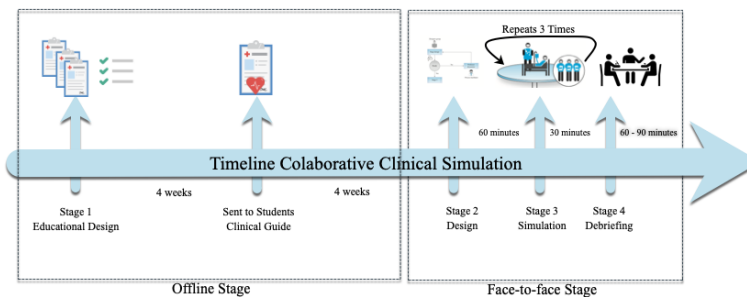 Repeats 3 Times
60 minutes
30 minutes
60 - 90 minutes
Timeline Colaborative Clinical Simulation
4 weeks
4 weeks
Stage 1
Educational Design
Sent to Students
Clinical Guide
Stage 2
Design
Stage 3
Simulation
Stage 4
Debriefing
Offline Stage
Face-to-face Stage